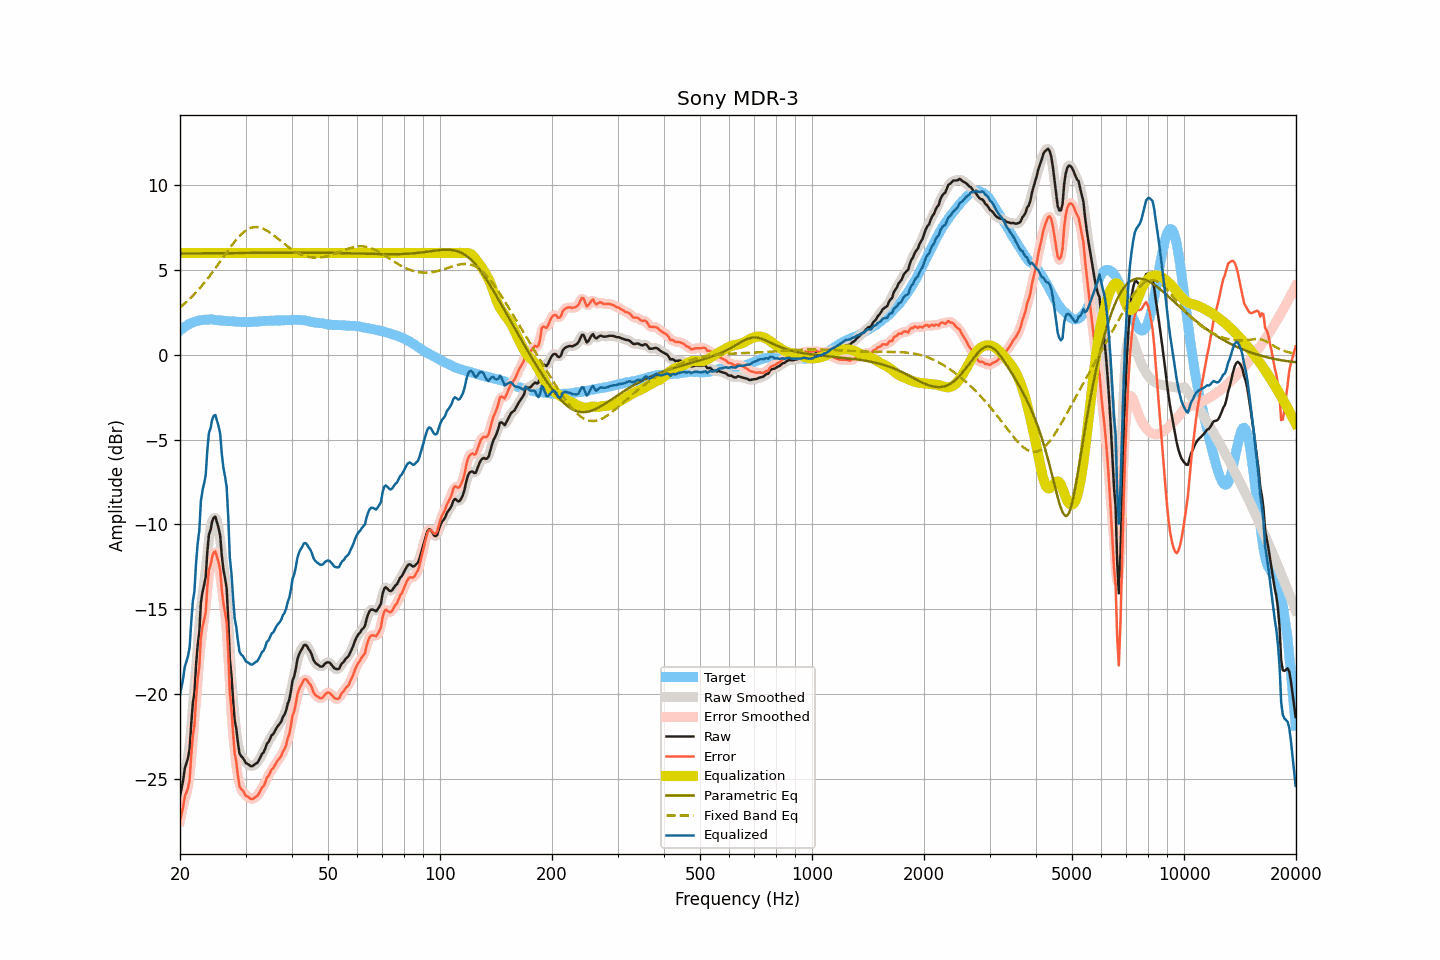 Sony MDR-3
Amplitude (dBr)
10
5
0
−5
−10
−15
−20
−25
Target
Raw Smoothed
Error Smoothed
Raw
Error
Equalization
Parametric Eq
Fixed Band Eq
Equalized
20 50 100 200 500 1000 2000 5000 10000 20000
Frequency (Hz)